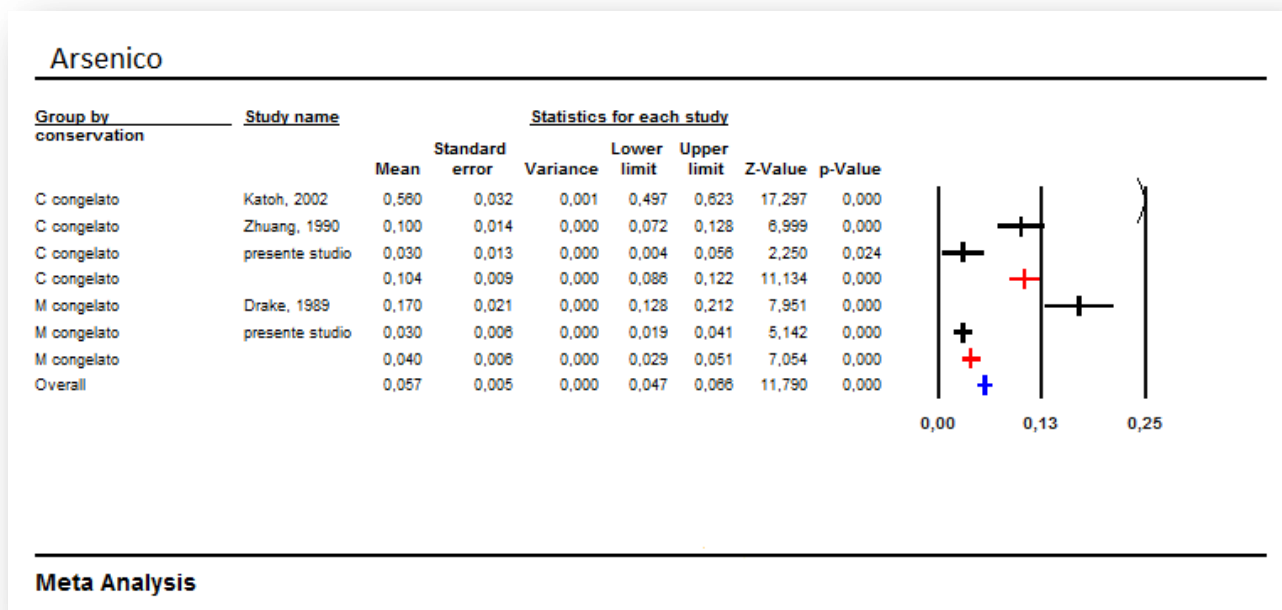 Arsenico
Group by conservation Study name Statistics for each study
Mean Standard error Variance Lower limit Upper limit Z-Value p-Value
C congelato Katoh, 2002 0,560 0,032 0,001 0,497 0,623 17,297 0,000
C congelato Zhuang, 1990 0,100 0,014 0,000 0,072 0,128 6,999 0,000
C congelato presente studio 0,030 0,013 0,000 0,004 0,056 2,250 0,024
C congelato 0,104 0,009 0,000 0,086 0,122 11,134 0,000
M congelato Drake, 1989 0,170 0,021 0,000 0,128 0,212 7,951 0,000
M congelato presente studio 0,030 0,006 0,000 0,019 0,041 5,142 0,000
M congelato 0,040 0,006 0,000 0,029 0,051 7,054 0,000
Overall 0,057 0,005 0,000 0,047 0,066 11,790 0,000
0,00 0,13 0,25
Meta Analysis